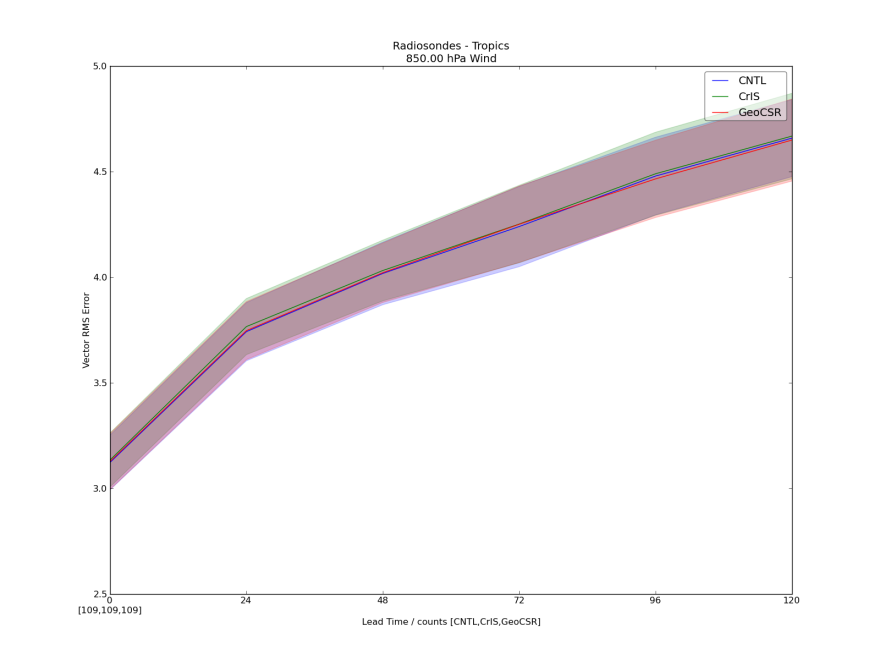 Radiosondes - Tropics
850.00 hPa Wind
5.0
4.5
4.0
3.5
3.0
2.5
Vector RMS Error
CNTL
CrIS
GeoCSR
0 24 48 72 96 120
[109,109,109]
Lead Time / counts [CNTL,CrIS,GeoCSR]